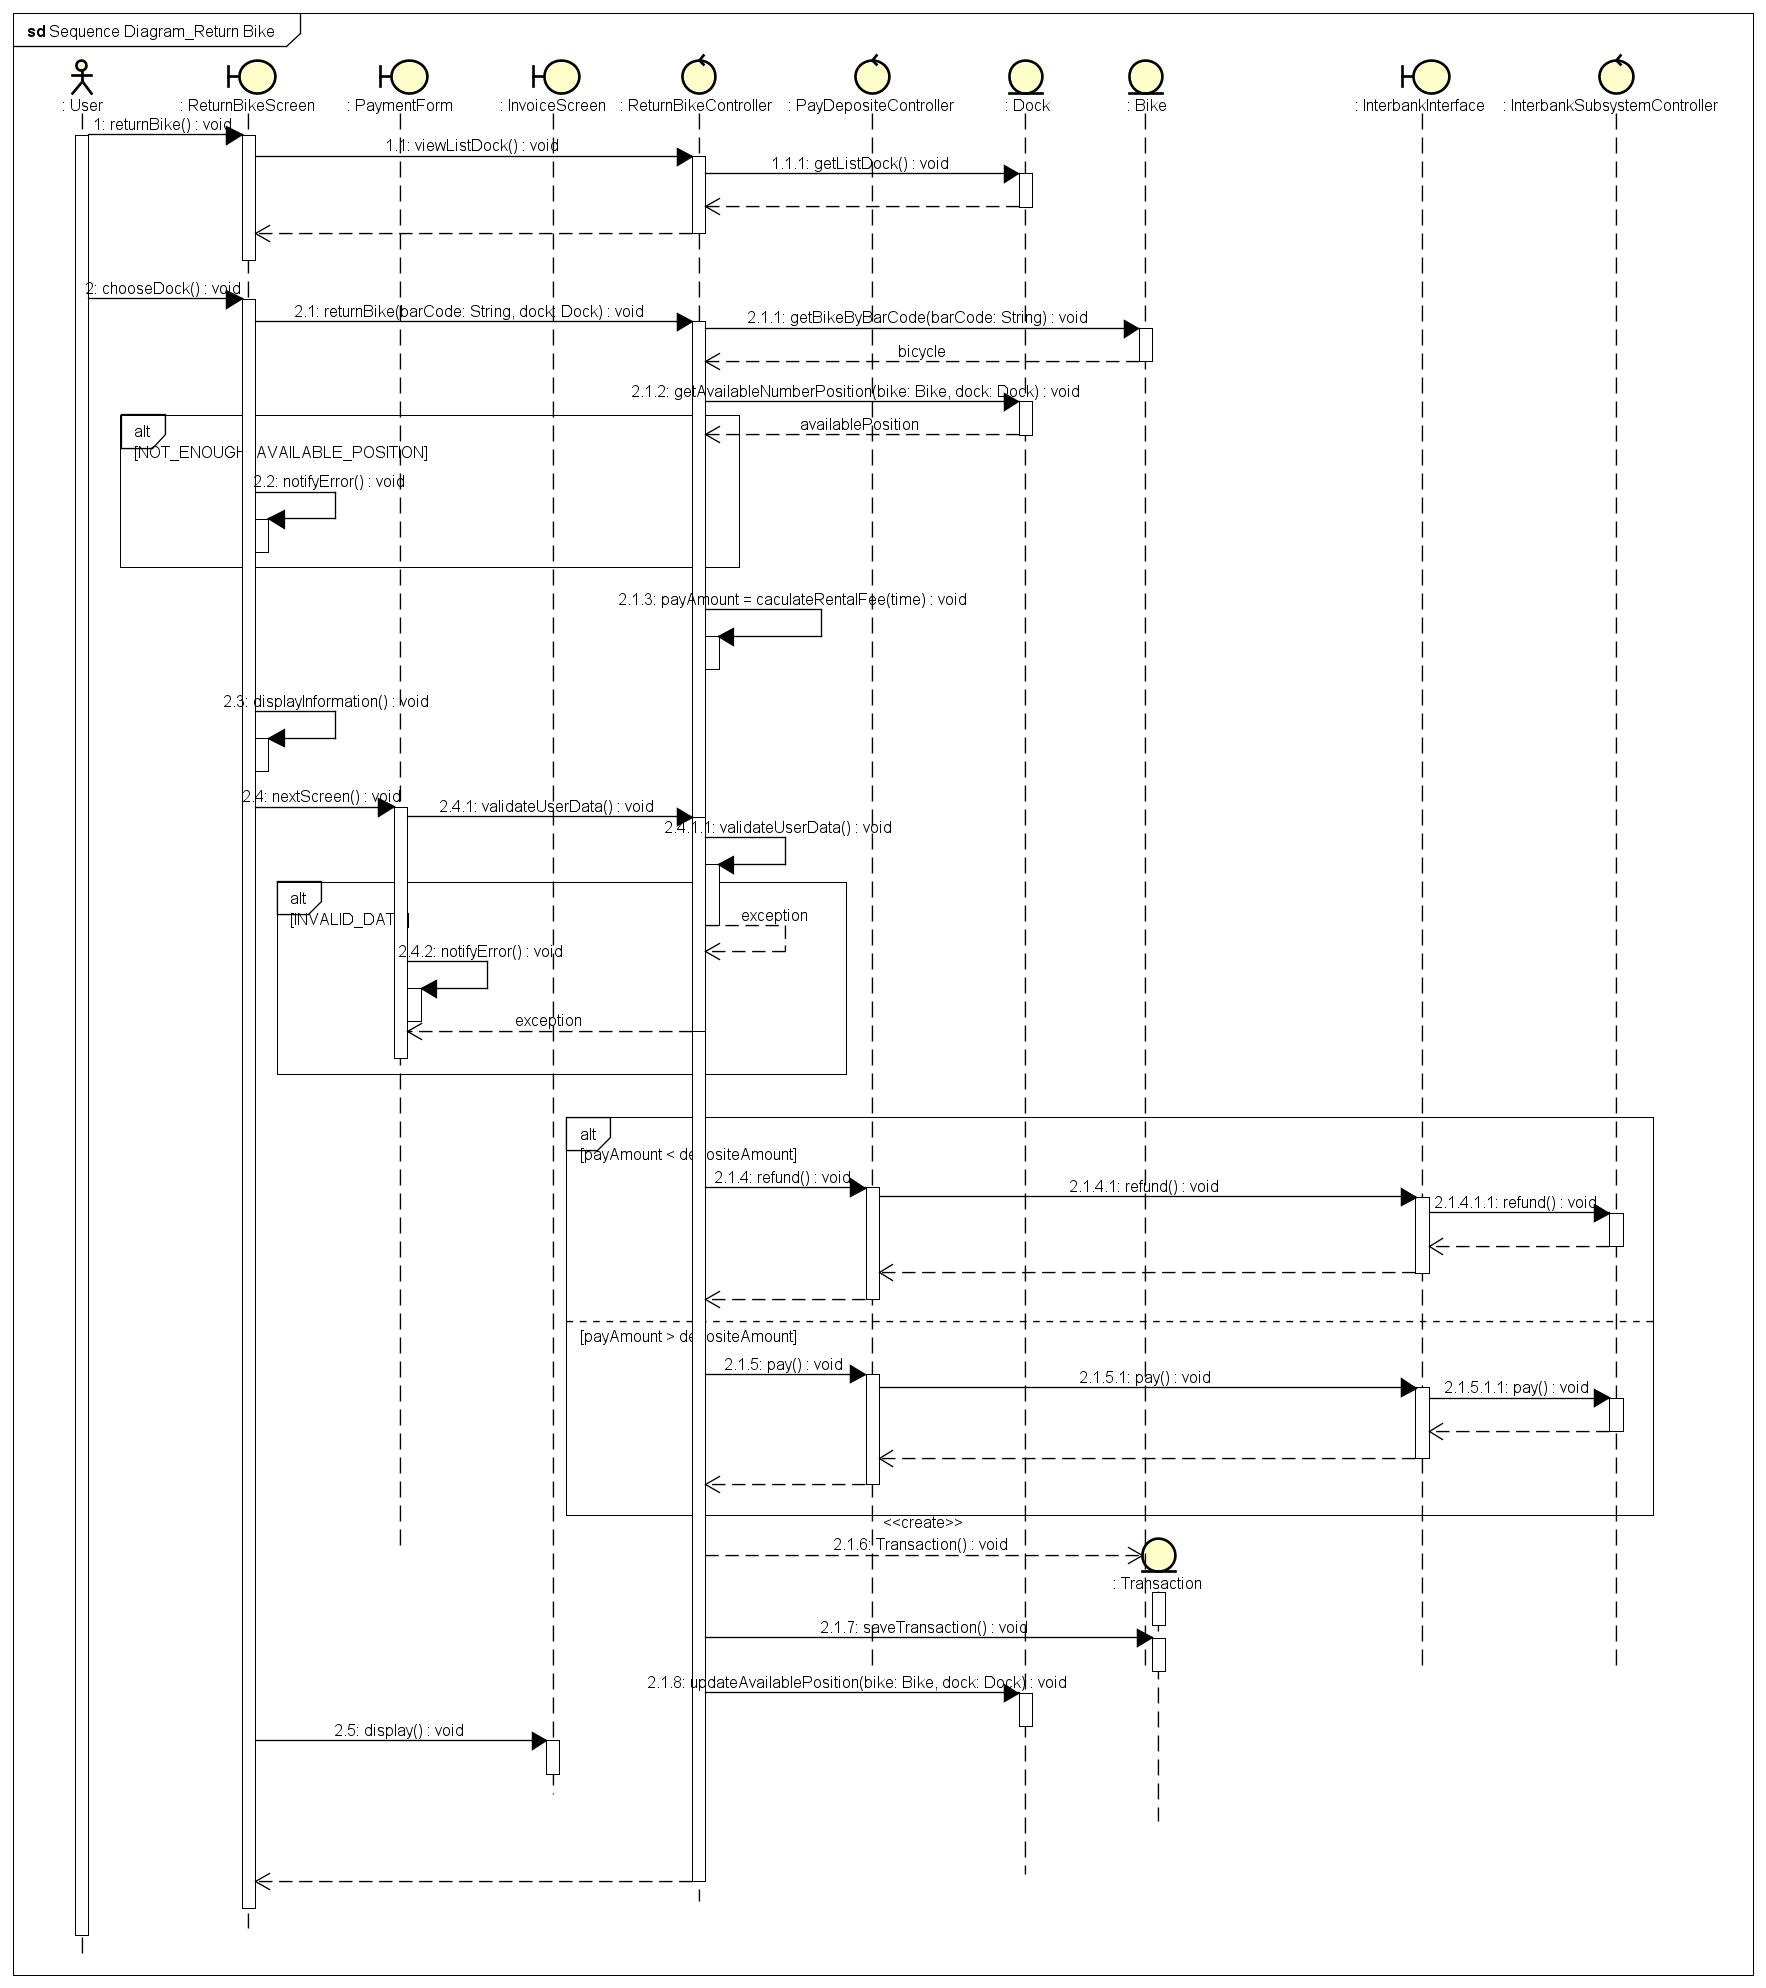 sd Sequence Diagram_Return Bike
: User
: ReturnBikeScreen
: PaymentForm
: InvoiceScreen
: ReturnBikeController
: PayDepositeController
: Dock
: Bike
: InterbankInterface
: InterbankSubsystemController
1: returnBike() : void
1.1: viewListDock() : void
1.1.1: getListDock() : void
2: chooseDock() : void
2.1: returnBike(barCode: String, dock: Dock) : void
2.1.1: getBikeByBarCode(barCode: String) : void
bicycle
2.1.2: getAvailableNumberPosition(bike: Bike, dock: Dock) : void
availablePosition
alt
[NOT_ENOUGH_AVAILABLE_POSITION]
2.2: notifyError() : void
2.1.3: payAmount = caculateRentalFee(time) : void
2.3: displayInformation() : void
2.4: nextScreen() : void
2.4.1: validateUserData() : void
2.4.1.1: validateUserData() : void
alt
[INVALID_DATA]
exception
2.4.2: notifyError() : void
exception
alt
[payAmount < depositeAmount]
2.1.4: refund() : void
2.1.4.1: refund() : void
2.1.4.1.1: refund() : void
[payAmount > depositeAmount]
2.1.5: pay() : void
2.1.5.1: pay() : void
2.1.5.1.1: pay() : void
<<create>>
2.1.6: Transaction() : void
: Transaction
2.1.7: saveTransaction() : void
2.1.8: updateAvailablePosition(bike: Bike, dock: Dock) : void
2.5: display() : void